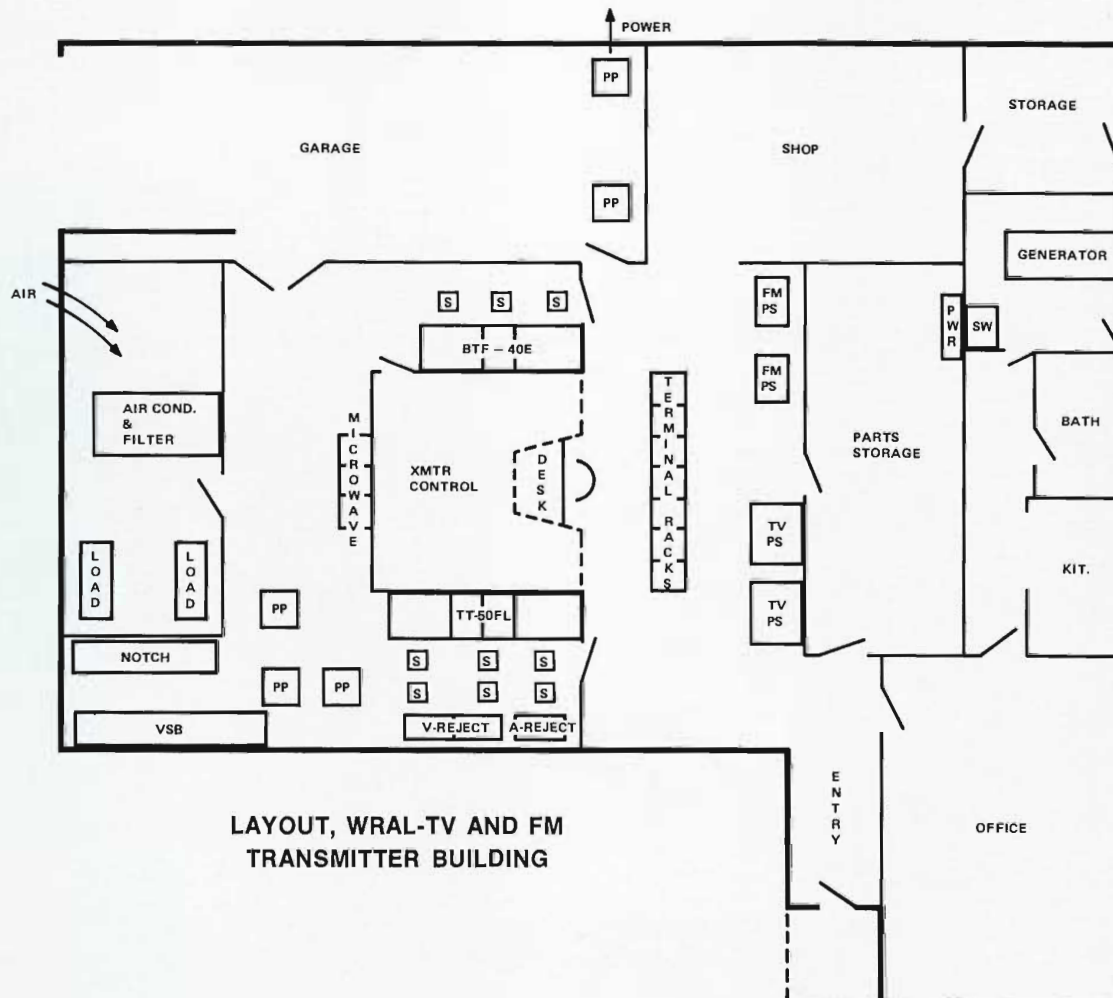 POWER
PP
STORAGE
GARAGE
SHOP
PP
GENERATOR
AIR
S S S
FM
PS
PWR
SW
BTF – 40E
FM
PS
AIR COND.
&
FILTER
MICROWAVE
XMTR
CONTROL
DESK
TERMINAL RACKS
PARTS
STORAGE
BATH
TV
PS
LOAD
LOAD
KIT.
PP
TT-50FL
TV
PS
NOTCH
S S S
PP PP
S S S
VSB
V-REJECT
A-REJECT
ENTRY
OFFICE
LAYOUT, WRAL-TV AND FM
TRANSMITTER BUILDING